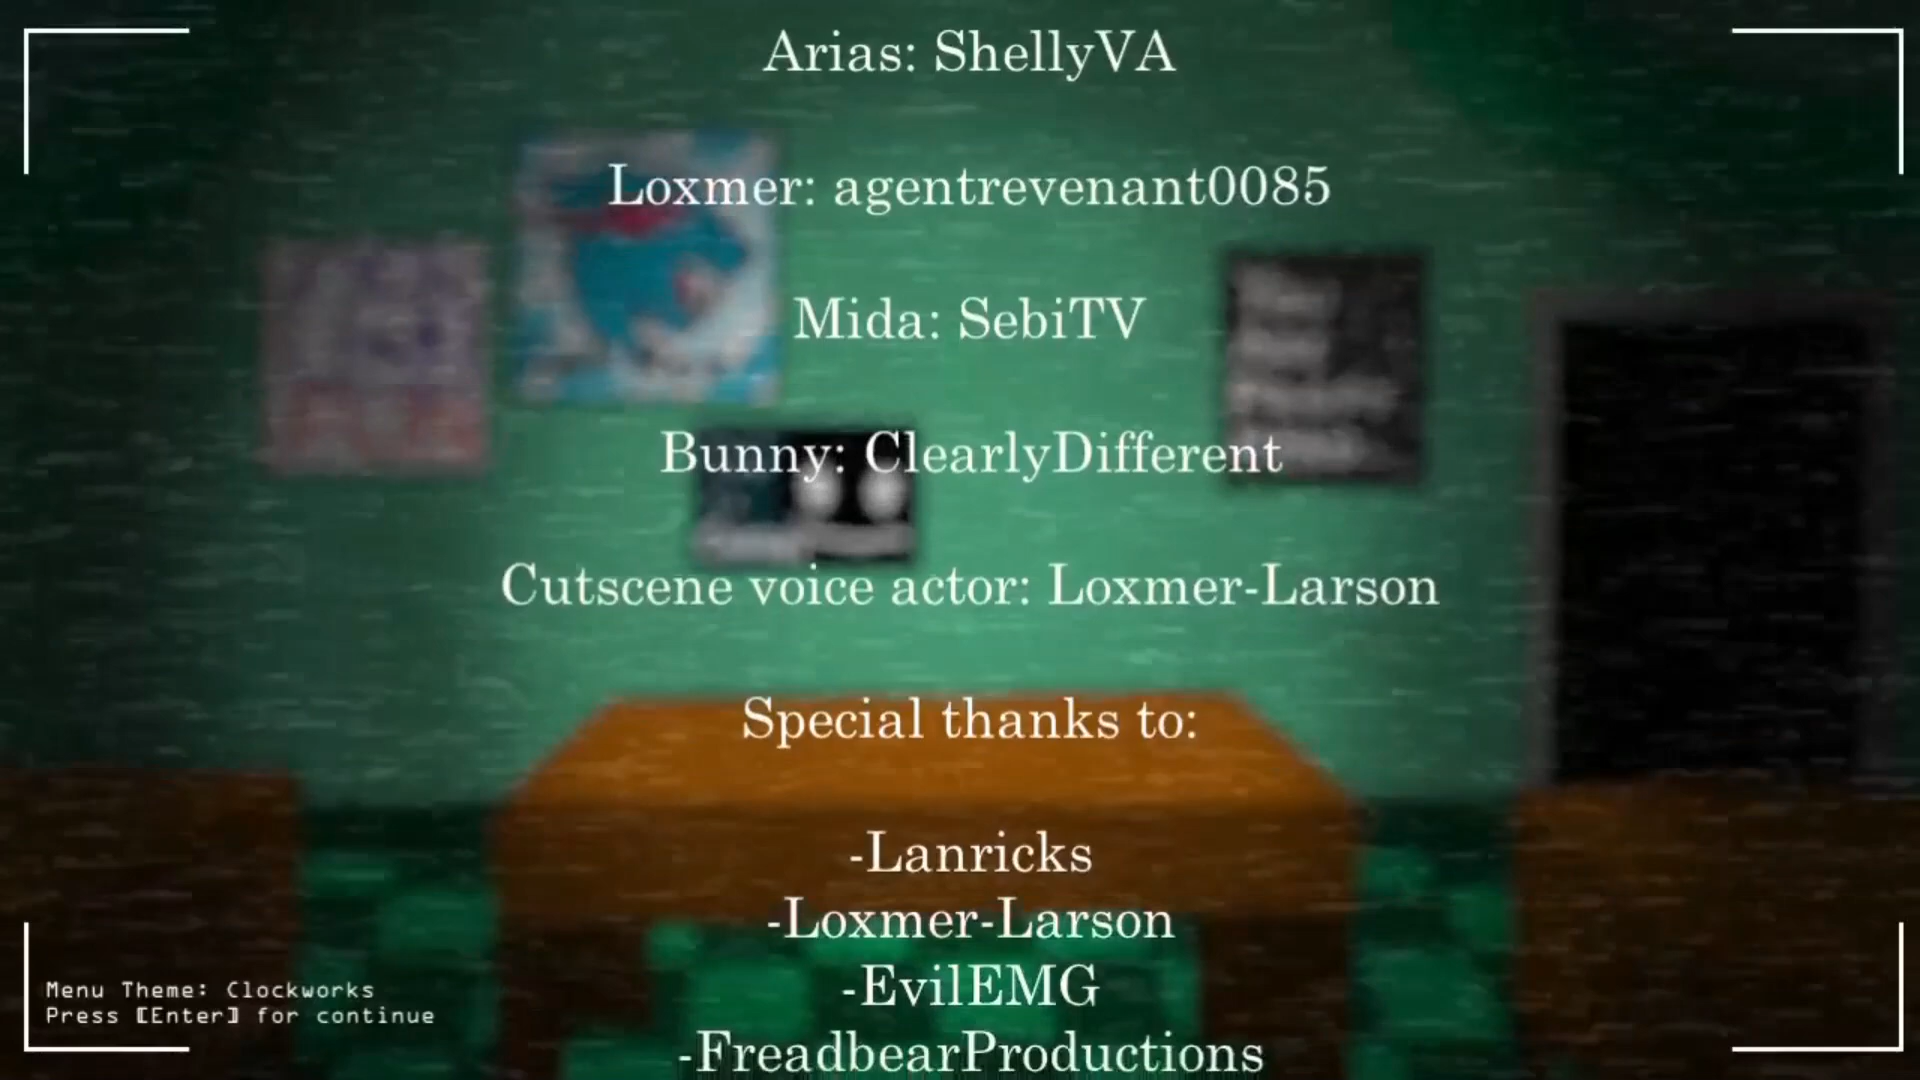 Arias: ShellyVA
Loxmer: agentrevenant0085
Mida: SebiTV
Bunny: ClearlyDifferent
Cutscene voice actor: Loxmer-Larson
Special thanks to:
-Lanricks
-Loxmer-Larson
-EvilEMG
-FreadbearProductions
Menu Theme: Clockworks
Press [Enter] for continue